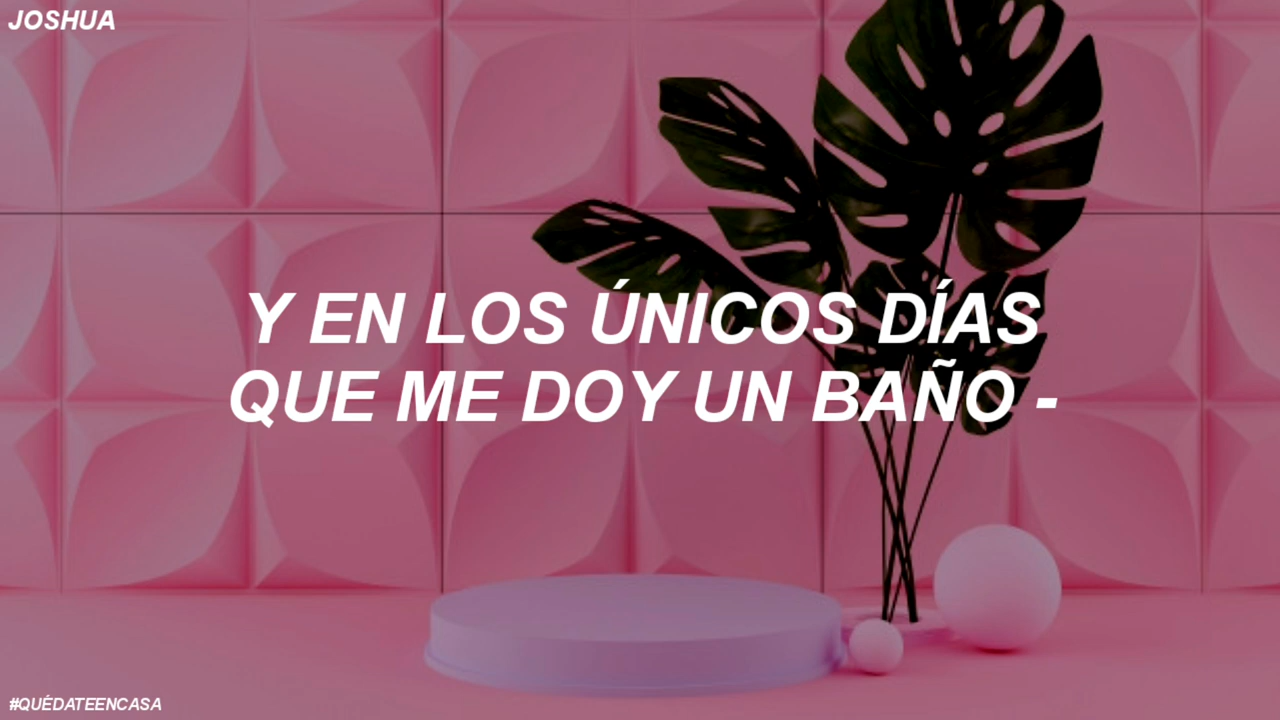 JOSHUA
Y EN LOS ÚNICOS DÍAS
QUE ME DOY UN BAÑO -
#QUÉDATEENCASA